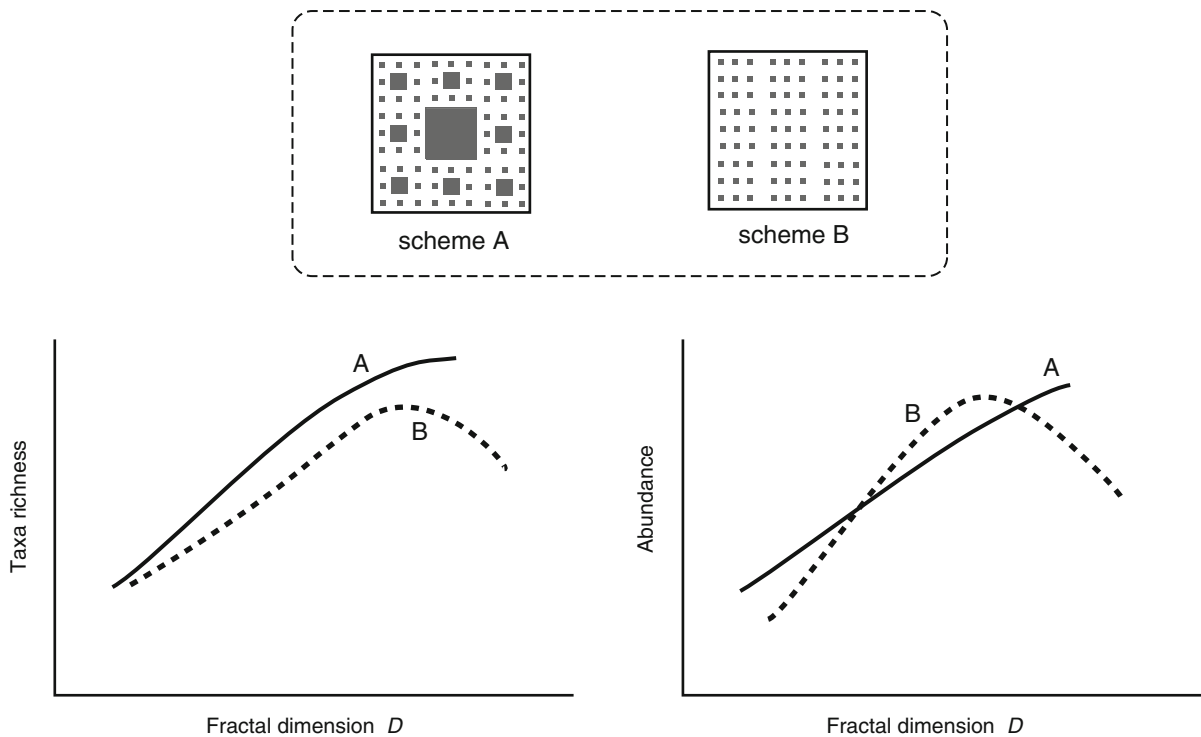 scheme A
scheme B
A
B
Taxa richness
Fractal dimension D
A
B
Abundance
Fractal dimension D